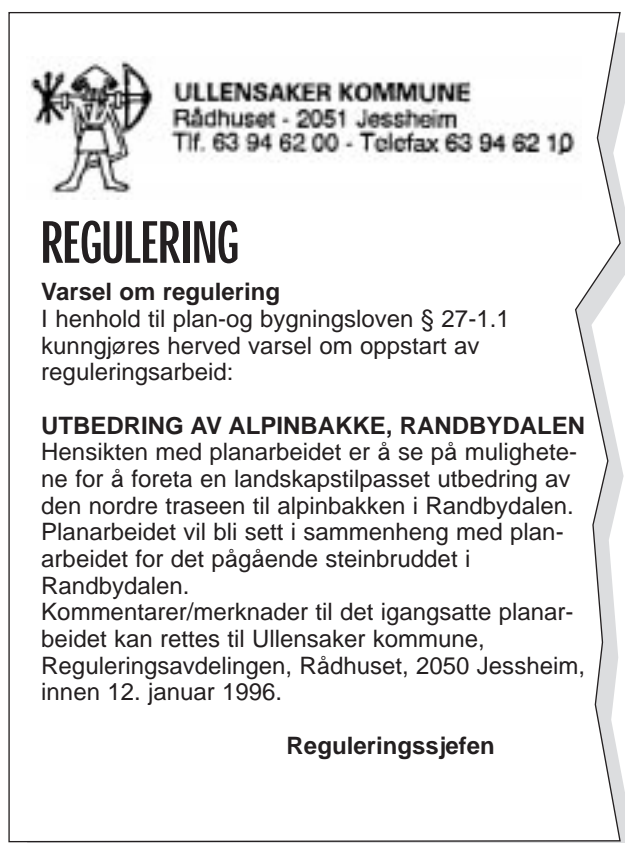 ULLENSAKER KOMMUNE
Rådhuset - 2051 Jessheim
Tlf. 63 94 62 00 - Telefax 63 94 62 10
REGULERING
Varsel om regulering
I henhold til plan-og bygningsloven § 27-1.1
kunngjøres herved varsel om oppstart av
reguleringsarbeid:
UTBEDRING AV ALPINBAKKE, RANDBYDALEN
Hensikten med planarbeidet er å se på mulighete-
ne for å foreta en landskapstilpasset utbedring av
den nordre traseen til alpinbakken i Randbydalen.
Planarbeidet vil bli sett i sammenheng med plan-
arbeidet for det pågående steinbruddet i
Randbydalen.
Kommentarer/merknader til det igangsatte planar-
beidet kan rettes til Ullensaker kommune,
Reguleringsavdelingen, Rådhuset, 2050 Jessheim,
innen 12. januar 1996.
Reguleringssjefen